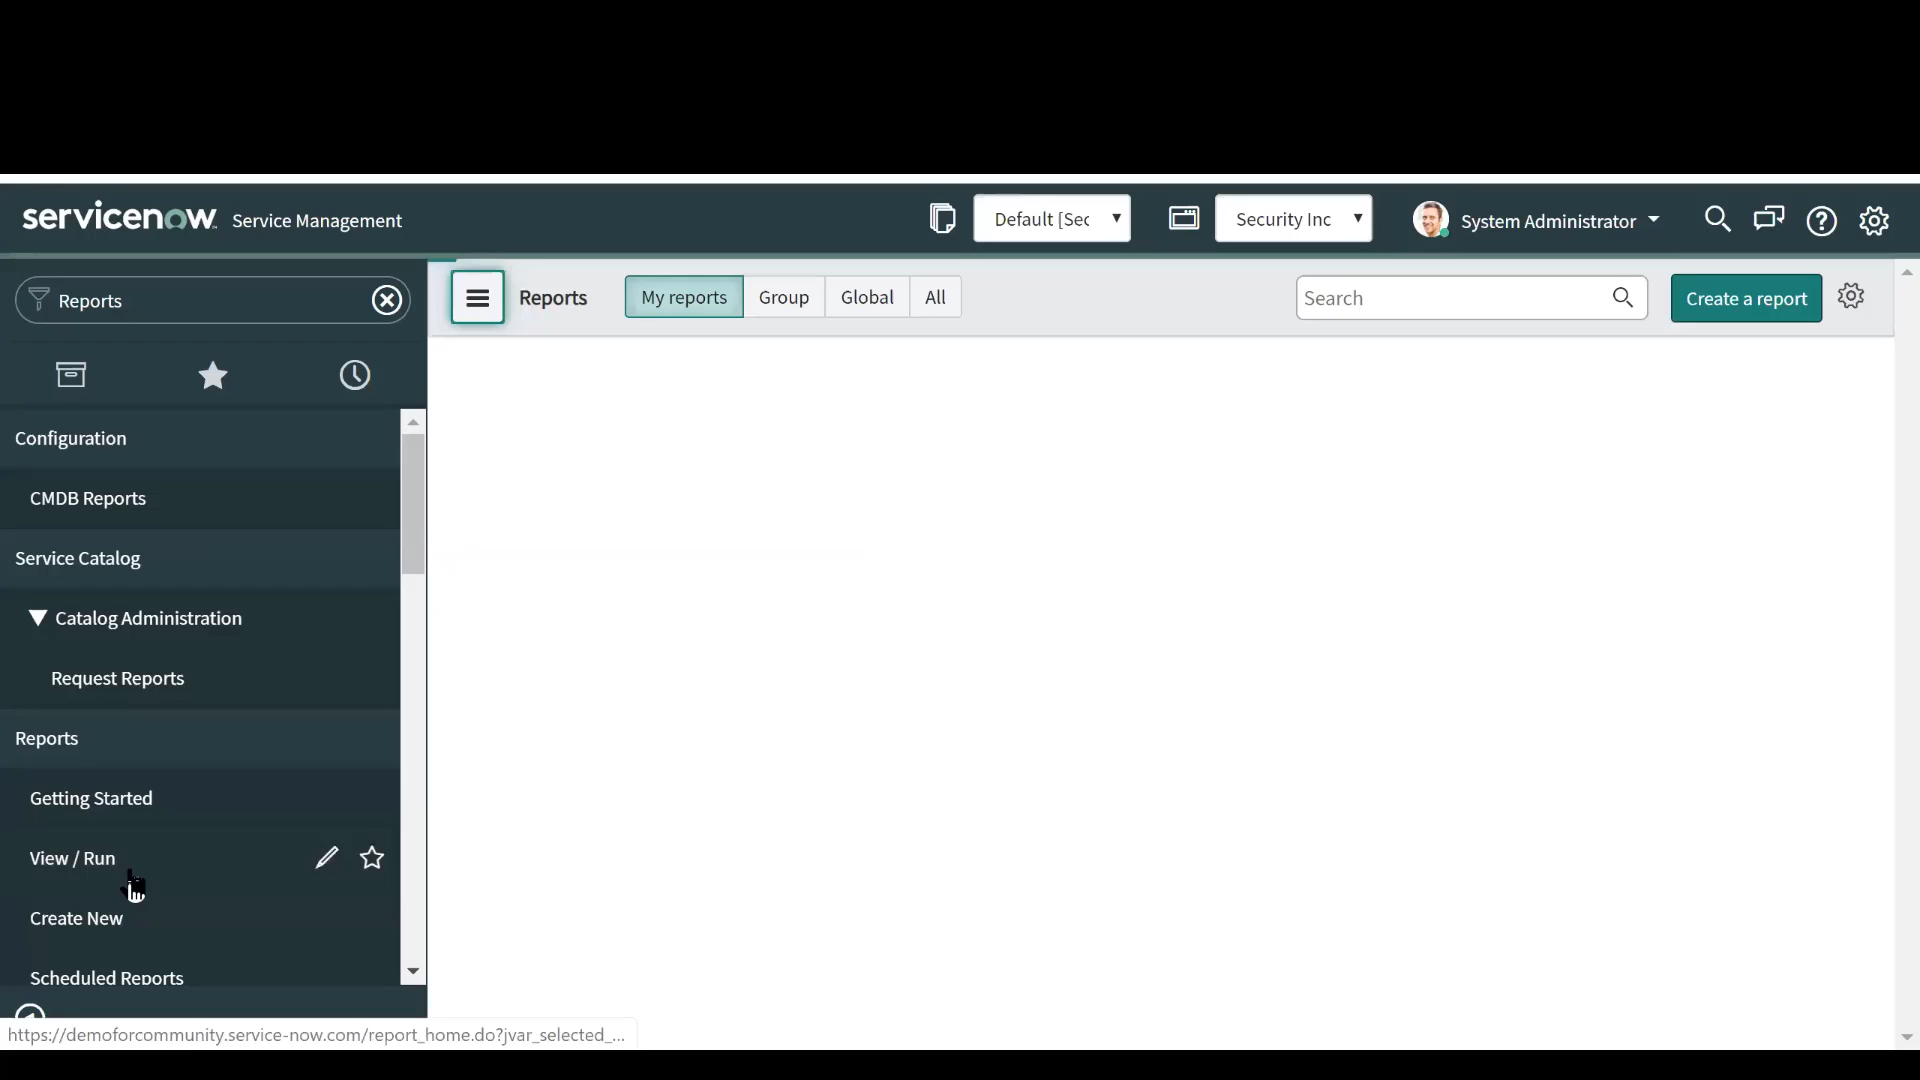 servicenow Service Management
Default [Sec
Security Inc
System Administrator
Reports
Reports
My reports
Group
Global
All
Search
Create a report
Configuration
CMDB Reports
Service Catalog
Catalog Administration
Request Reports
Reports
Getting Started
View / Run
Create New
Scheduled Reports
https://demoforcommunity.service-now.com/report_home.do?jvar_selected_...